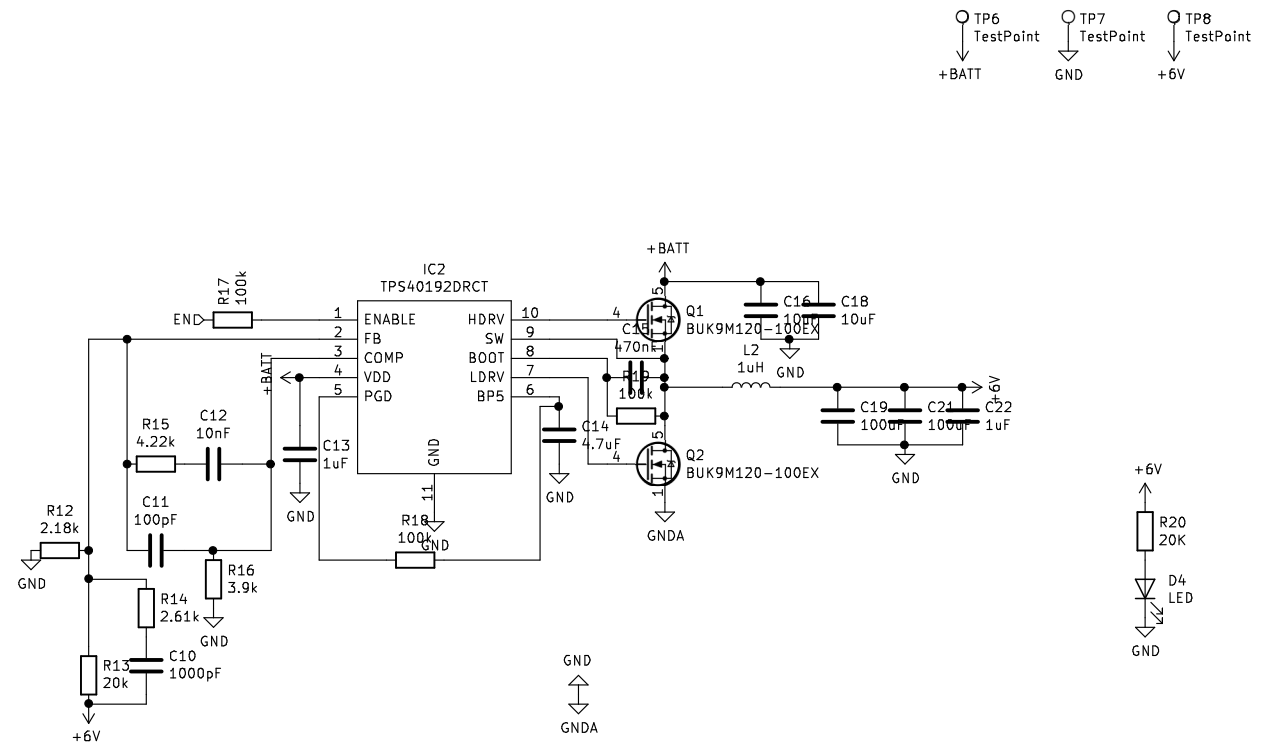 TP6
TestPoint
+BATT
TP7
TestPoint
GND
TP8
TestPoint
+6V
+BATT
IC2
TPS40192DRCT
R17
100k
EN
1
ENABLE
2
FB
3
COMP
4
VDD
5
PGD
HDRV
10
SW
9
BOOT
8
LDRV
7
BP5
6
GND
11
GND
+BATT
4
5
1
Q1
BUK9M120-100EX
C16
10uF
C18
10uF
GND
C15
470nF
R19
100k
L2
1uH
+6V
C19
100uF
C21
100uF
C22
1uF
GND
C14
4.7uF
GND
4
5
1
Q2
BUK9M120-100EX
GNDA
R15
4.22k
C12
10nF
C13
1uF
GND
C11
100pF
R12
2.18k
GND
R18
100k
R16
3.9k
GND
R14
2.61k
R13
20k
C10
1000pF
+6V
GND
GNDA
+6V
R20
20K
D4
LED
GND